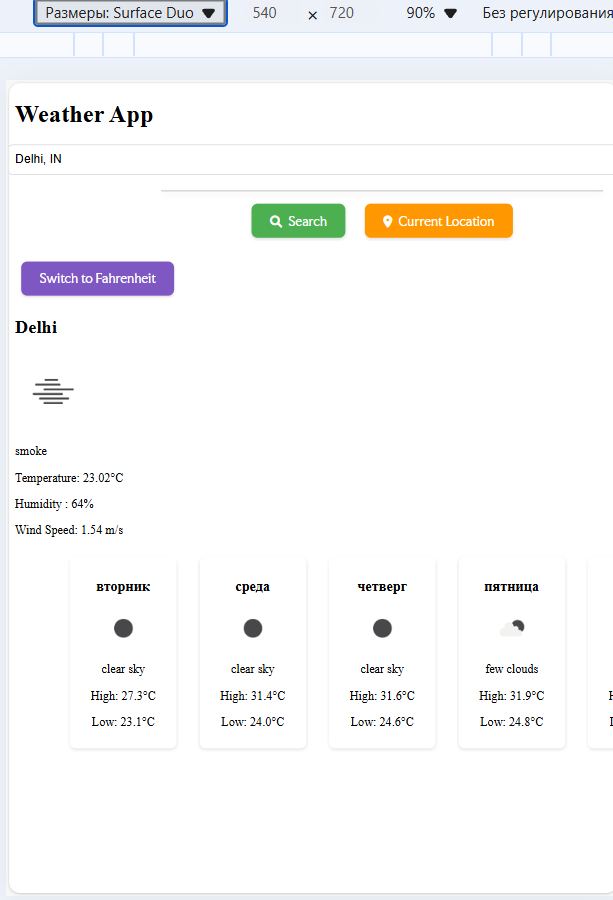 Размеры: Surface Duo 540 × 720 90% Без регулирования
Weather App
Delhi, IN
Search Current Location
Switch to Fahrenheit
Delhi
smoke
Temperature: 23.02°C
Humidity : 64%
Wind Speed: 1.54 m/s
вторник среда четверг пятница
clear sky clear sky clear sky few clouds
High: 27.3°C High: 31.4°C High: 31.6°C High: 31.9°C
Low: 23.1°C Low: 24.0°C Low: 24.6°C Low: 24.8°C